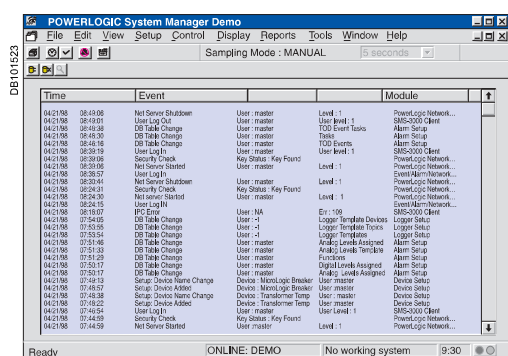 POWERLOGIC System Manager Demo
File Edit View Setup Control Display Reports Tools Window Help
Sampling Mode : MANUAL 5 seconds
DB101523
Time Event Module
04/21/98 08:49:08 Net Server Shutdown User : master Level : 1 PowerLogic Network...
04/21/98 08:49:01 User Log Out User : master User level : 1 SMS-3000 Client
04/21/98 08:48:38 DB Table Change User : master TOD Event Tasks Alarm Setup
04/21/98 08:48:30 DB Table Change User : master Tasks Alarm Setup
04/21/98 08:46:16 DB Table Change User : master TOD Events Alarm Setup
04/21/98 08:39:19 User Log In User : master User level : 1 SMS-3000 Client
04/21/98 08:39:06 Security Check Key Status : Key Found PowerLogic Network...
04/21/98 08:39:06 Net Server Started User : master Level : 1 PowerLogic Network...
04/21/98 08:36:57 User Log In Event/Alarm Network...
04/21/98 08:30:44 Net Server Shutdown User : master Level : 1 PowerLogic Network...
04/21/98 08:24:31 Security Check Key Status : Key Found PowerLogic Network...
04/21/98 08:24:30 Net server Started User : master Level : 1 PowerLogic Network...
04/21/98 08:24:15 User Log IN Event/Alarm Network...
04/21/98 08:18:07 IPC Error User : NA Err : 109 SMS-3000 Client
04/21/98 07:54:05 DB Table Change User : -1 Logger Template Devices Logger Setup
04/21/98 07:53:55 DB Table Change User : -1 Logger Template Topics Logger Setup
04/21/98 07:53:54 DB Table Change User : -1 Logger Templates Logger Setup
04/21/98 07:51:46 DB Table Change User : master Analog Levels Assigned Alarm Setup
04/21/98 07:51:33 DB Table Change User : master Analog Levels Template Alarm Setup
04/21/98 07:51:29 DB Table Change User : master Functions Alarm Setup
04/21/98 07:50:17 DB Table Change User : master Digital Levels Assigned Alarm Setup
04/21/98 07:50:17 DB Table Change User : master Analog Levels Assigned Alarm Setup
04/21/98 07:49:13 Setup: Device Name Change Device : MicroLogic Breaker User :master Device Setup
04/21/98 07:48:57 Setup: Device Added Device : MicroLogic Breaker User :master Device Setup
04/21/98 07:48:38 Setup: Device Name Change Device : Transformer Temp User :master Device Setup
04/21/98 07:48:22 Setup: Device Added Device : Transformer Temp User :master Device Setup
04/21/98 07:46:54 User Log In User : master User Level : 1 SMS-3000 Client
04/21/98 07:44:59 Security Check Key Status : Key Found PowerLogic Network...
04/21/98 07:44:59 Net Server Started User :master Level : 1 PowerLogic Network...
Ready ONLINE: DEMO No working system 9:30